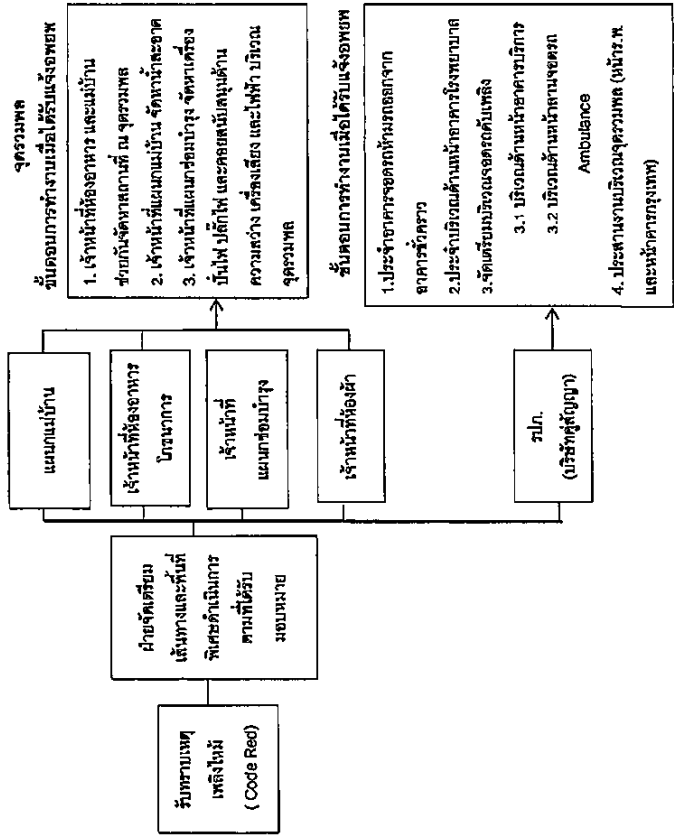 รับทราบเหตุ
เพลิงไหม้
( Code Red)
ฝ่ายจัดเตรียม
เส้นทางและพื้นที่
พิเศษดำเนินการ
ตามที่ได้รับ
มอบหมาย
แผนกแม่บ้าน
เจ้าหน้าที่ห้องอาหาร
โภชนาการ
เจ้าหน้าที่
แผนกซ่อมบำรุง
เจ้าหน้าที่ห้องผ้า
รปภ.
(บริษัทคู่สัญญา)
จุดรวมพล
ขั้นตอนการทำงานเมื่อได้รับแจ้งอพยพ
1. เจ้าหน้าที่ห้องอาหาร และแม่บ้าน
ช่วยกันจัดหาสถานที่ ณ จุดรวมพล
2. เจ้าหน้าที่แผนกแม่บ้าน จัดหาน้ำสะอาด
3. เจ้าหน้าที่แผนกซ่อมบำรุง จัดหาเครื่อง
ปั่นไฟ ปลั๊กไฟ และคอยสนับสนุนด้าน
ความสว่าง เครื่องเสียง และไฟฟ้า บริเวณ
จุดรวมพล
ขั้นตอนการทำงานเมื่อได้รับแจ้งอพยพ
1.ประจำอาคารจอดรถห้ามรถออกจาก
อาคารชั่วคราว
2.ประจำบริเวณด้านหน้าอาคารโรงพยาบาล
3.จัดเตรียมบริเวณจอดรถดับเพลิง
3.1 บริเวณด้านหน้าอาคารบริการ
3.2 บริเวณด้านหน้าลานจอดรถ
Ambulance
4. ประสานงานบริเวณจุดรวมพล (หน้าร.พ.
และหน้าธนาคารกรุงเทพ)